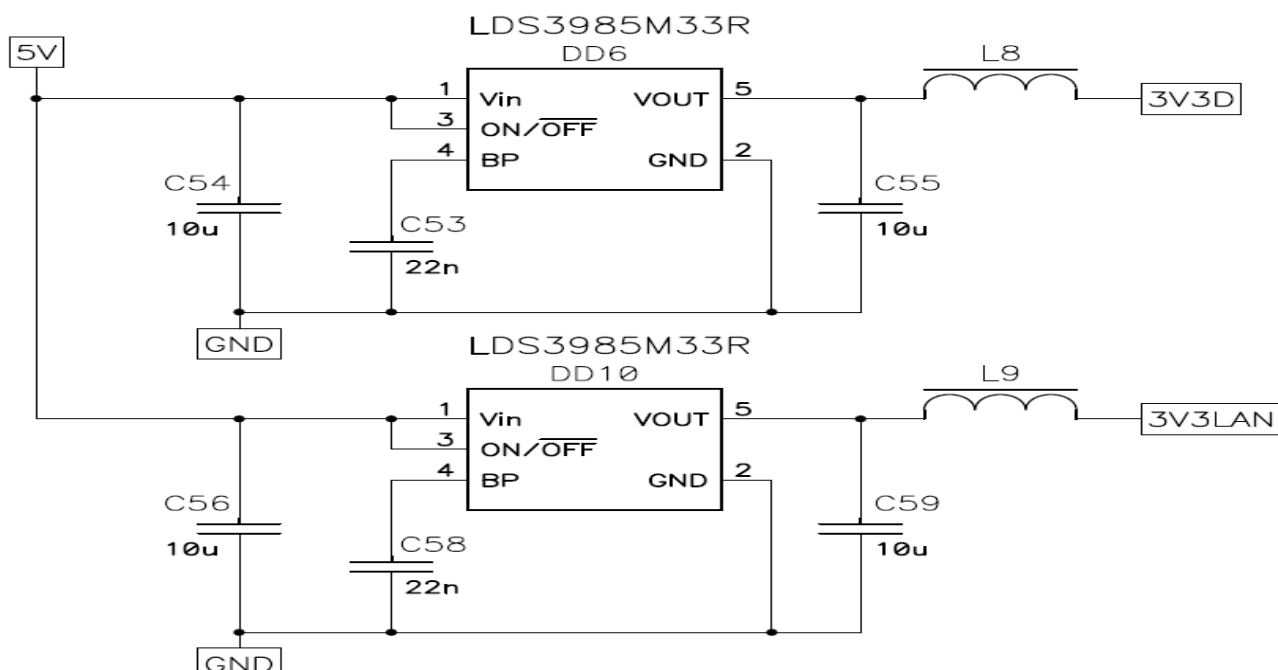 LDS3985M33R
5V
DD6
L8
1
Vin
VOUT
5
3V3D
3
ON/OFF
4
BP
GND
2
C54
10u
C53
22n
C55
10u
GND
LDS3985M33R
DD10
L9
1
Vin
VOUT
5
3V3LAN
3
ON/OFF
4
BP
GND
2
C56
10u
C58
22n
C59
10u
GND